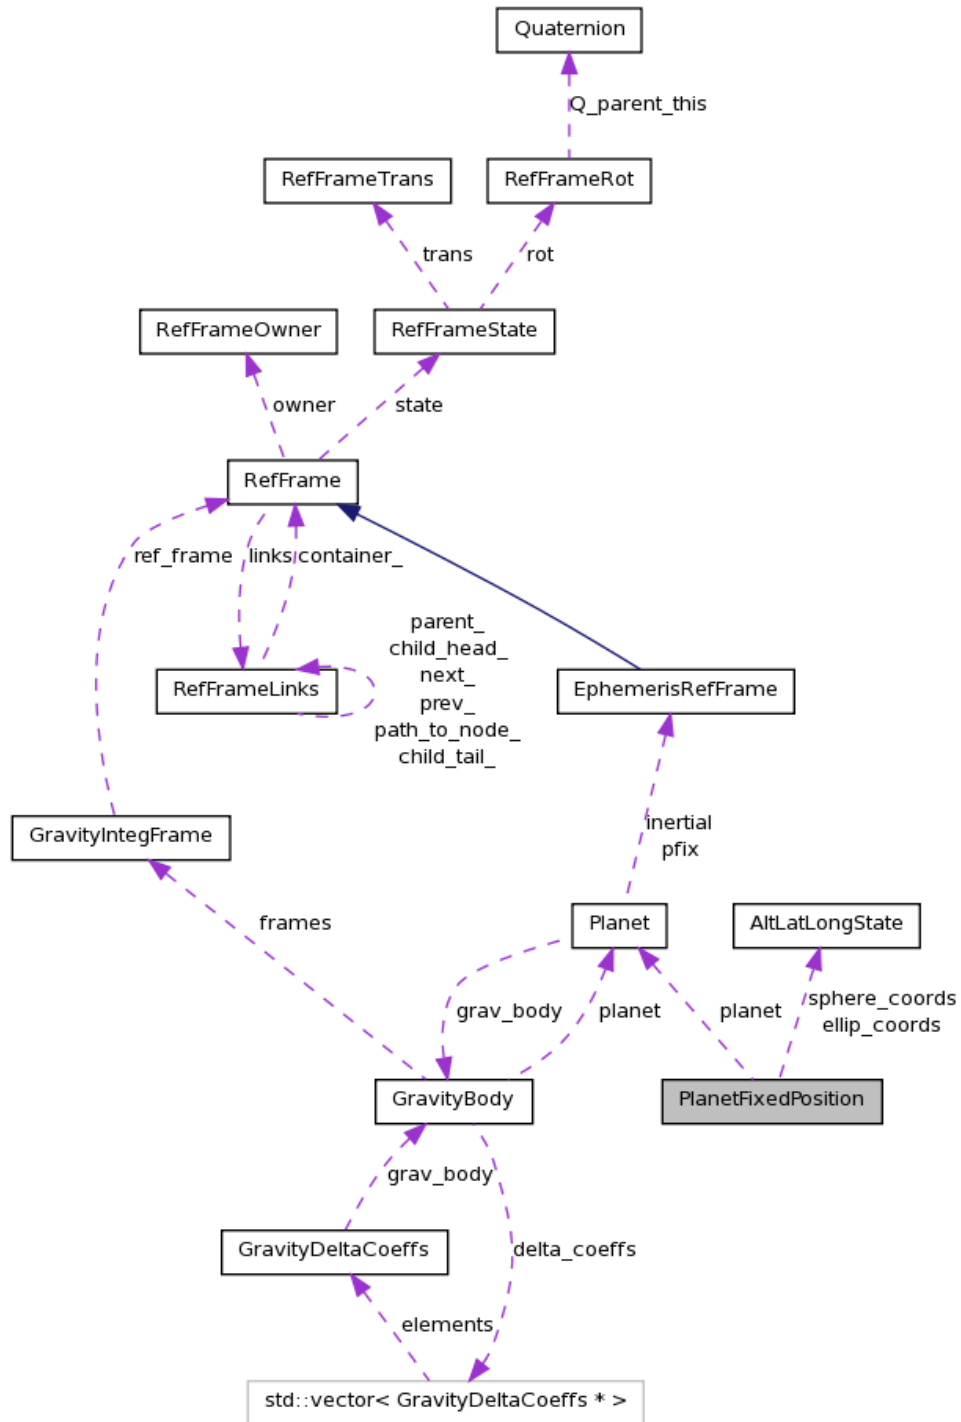 Quaternion
Q_parent_this
RefFrameTrans
RefFrameRot
trans
rot
RefFrameOwner
RefFrameState
owner
state
RefFrame
ref_frame
links
container_
parent_
child_head_
next_
prev_
path_to_node_
child_tail_
RefFrameLinks
EphemerisRefFrame
GravityIntegFrame
inertial
pfix
frames
Planet
AltLatLongState
grav_body
planet
planet
sphere_coords
ellip_coords
GravityBody
PlanetFixedPosition
grav_body
GravityDeltaCoeffs
delta_coeffs
elements
std::vector< GravityDeltaCoeffs * >